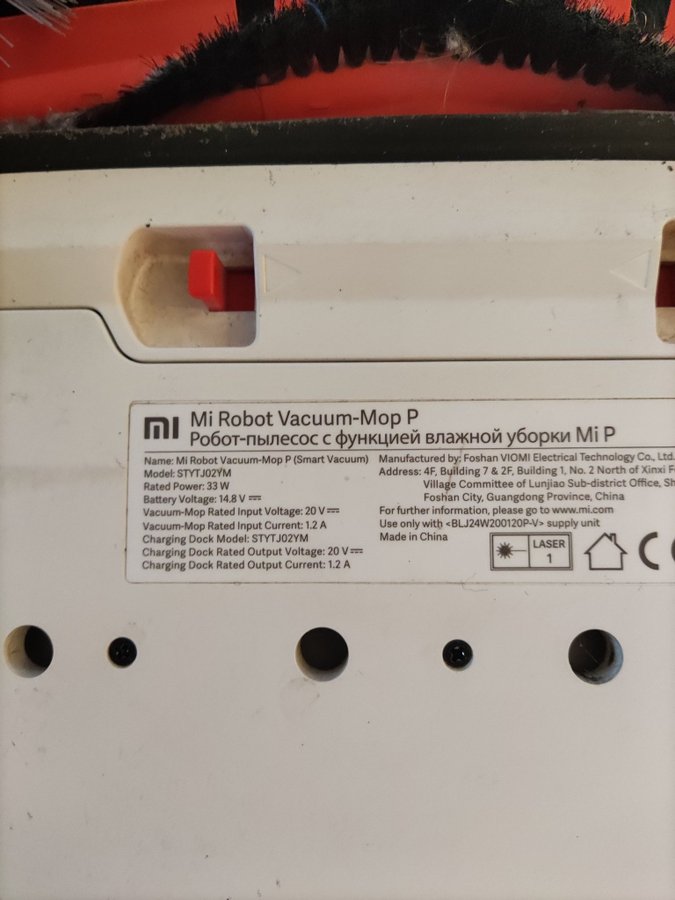 mi
Mi Robot Vacuum-Mop P
Робот-пылесос с функцией влажной уборки Mi P
Name: Mi Robot Vacuum-Mop P (Smart Vacuum)
Model: STYTJ02YM
Rated Power: 33 W
Battery Voltage: 14.8 V
Vacuum-Mop Rated Input Voltage: 20 V
Vacuum-Mop Rated Input Current: 1.2 A
Charging Dock Model: STYTJ02YM
Charging Dock Rated Output Voltage: 20 V
Charging Dock Rated Output Current: 1.2 A
Manufactured by: Foshan VIOMI Electrical Technology Co., Ltd.
Address: 4F, Building 7 & 2F, Building 1, No. 2 North of Xinxi
Village Committee of Lunjiao Sub-district Office,
Foshan City, Guangdong Province, China
For further information, please go to www.mi.com
Use only with <BLJ24W200120P-V> supply unit
Made in China
LASER
1